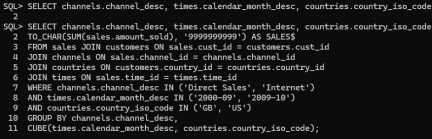 SQL> SELECT channels.channel_desc, times.calendar_month_desc, countries.country_iso_code
2
SQL> SELECT channels.channel_desc, times.calendar_month_desc, countries.country_iso_code
2 TO_CHAR(SUM(sales.amount_sold), '9999999999') AS SALES$
3 FROM sales JOIN customers ON sales.cust_id = customers.cust_id
4 JOIN channels ON sales.channel_id = channels.channel_id
5 JOIN countries ON customers.country_id = countries.country_id
6 JOIN times ON sales.time_id = times.time_id
7 WHERE channels.channel_desc IN ('Direct Sales', 'Internet')
8 AND times.calendar_month_desc IN ('2000-09', '2009-10')
9 AND countries.country_iso_code IN ('GB', 'US')
10 GROUP BY channels.channel_desc,
11 CUBE(times.calendar_month_desc, countries.country_iso_code);